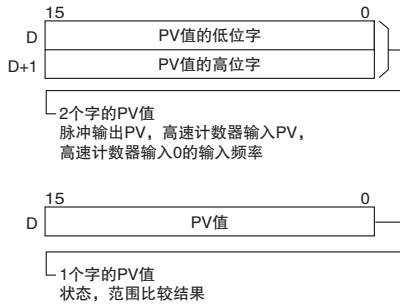 15 0
D PV值的低位字
D+1 PV值的高位字
2个字的PV值
脉冲输出PV，高速计数器输入PV，
高速计数器输入0的输入频率
15 0
D PV值
1个字的PV值
状态，范围比较结果